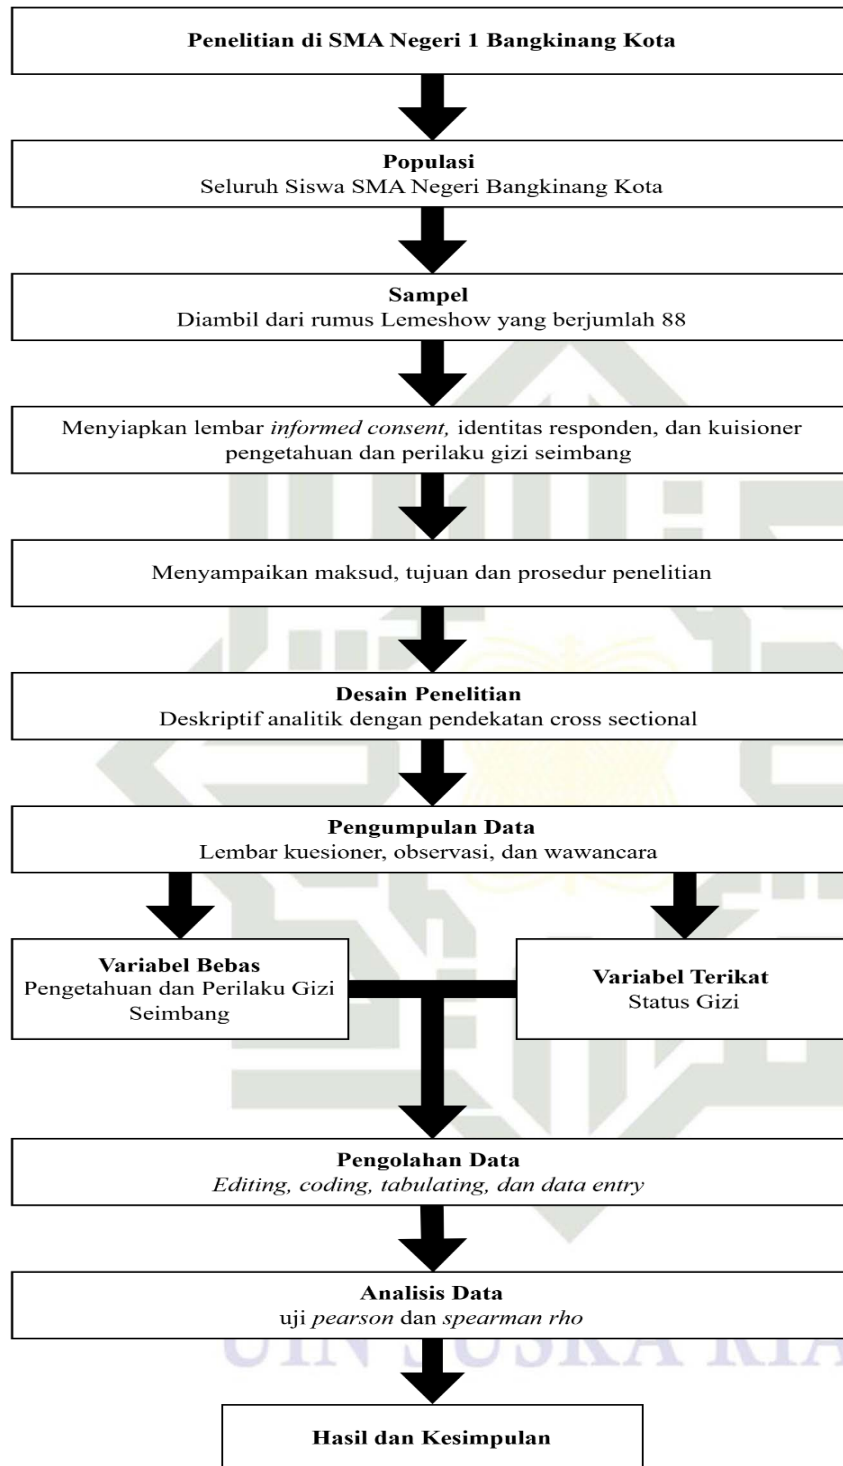 Penelitian di SMA Negeri 1 Bangkinang Kota
Populasi
Seluruh Siswa SMA Negeri Bangkinang Kota
Sampel
Diambil dari rumus Lemeshow yang berjumlah 88
Menyiapkan lembar informed consent, identitas responden, dan kuisioner
pengetahuan dan perilaku gizi seimbang
Menyampaikan maksud, tujuan dan prosedur penelitian
Desain Penelitian
Deskriptif analitik dengan pendekatan cross sectional
Pengumpulan Data
Lembar kuesioner, observasi, dan wawancara
Variabel Bebas
Pengetahuan dan Perilaku Gizi
Seimbang
Variabel Terikat
Status Gizi
Pengolahan Data
Editing, coding, tabulating, dan data entry
Analisis Data
uji pearson dan spearman rho
UIN SUSKA RIA
Hasil dan Kesimpulan